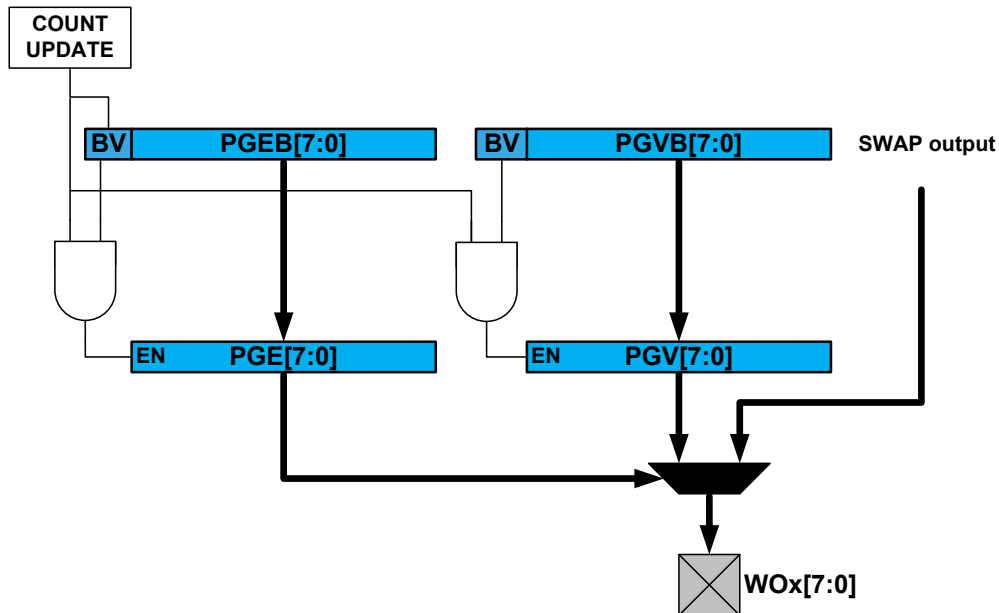 COUNT
UPDATE
BV PGEB[7:0] BV PGVB[7:0] SWAP output
EN PGE[7:0] EN PGV[7:0]
WOx[7:0]